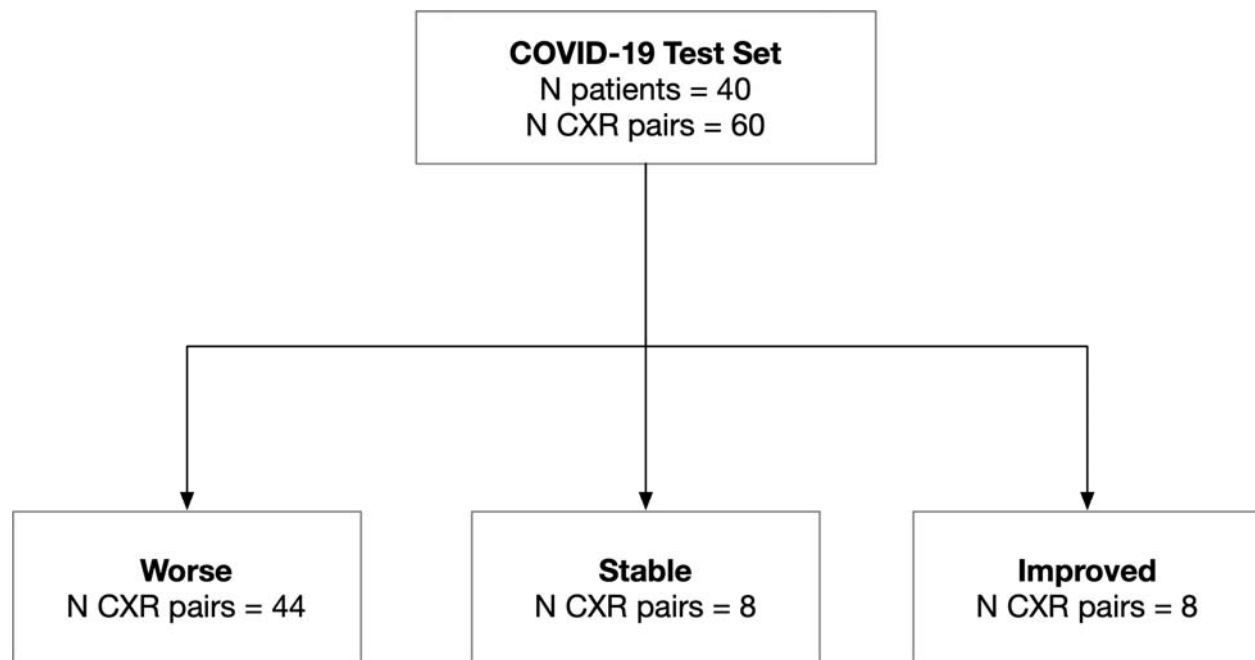 COVID-19 Test Set
N patients = 40
N CXR pairs = 60
Worse
N CXR pairs = 44
Stable
N CXR pairs = 8
Improved
N CXR pairs = 8